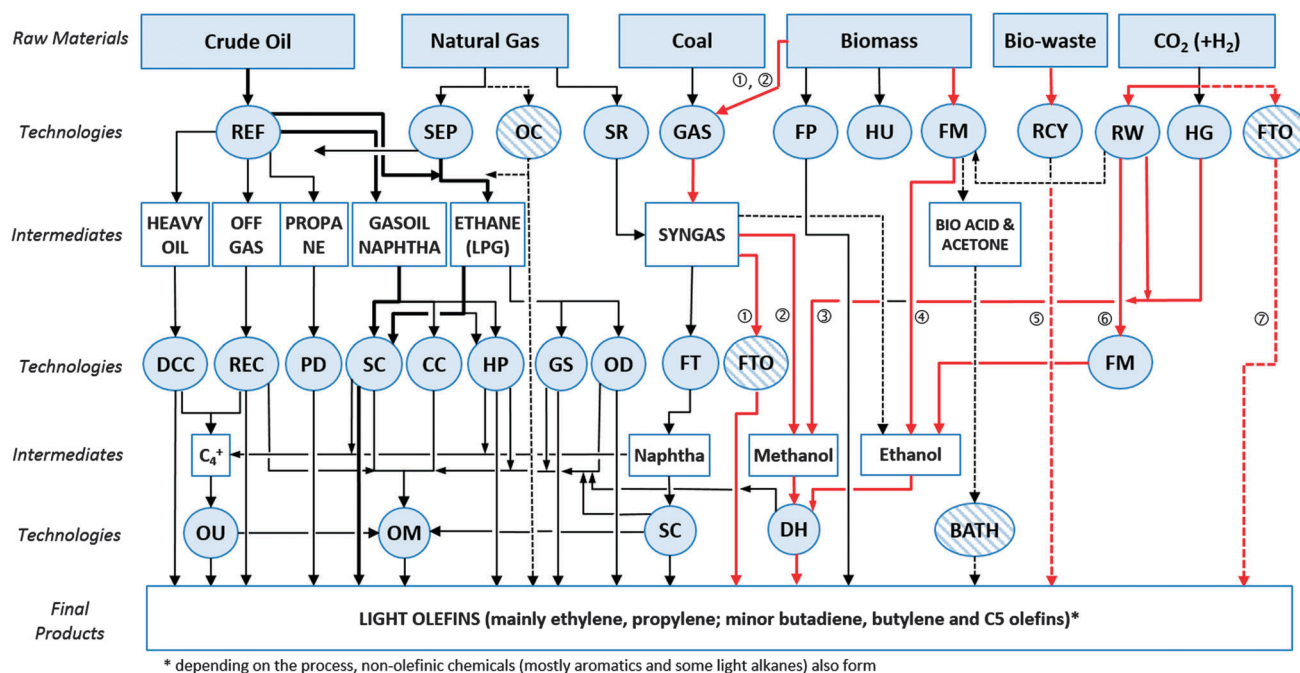 Raw Materials
Crude Oil
Natural Gas
Coal
Biomass
Bio-waste
CO₂ (+H₂)
①, ②
Technologies
REF
SEP
OC
SR
GAS
FP
HU
FM
RCY
RW
HG
FTO
Intermediates
HEAVY
OIL
OFF
GAS
PROPA
NE
GASOIL
NAPHTHA
ETHANE
(LPG)
SYNGAS
BIO ACID &
ACETONE
①
②
③
④
⑤
⑥
⑦
Technologies
DCC
REC
PD
SC
CC
HP
GS
OD
FT
FTO
FM
Intermediates
C₄⁺
Naphtha
Methanol
Ethanol
Technologies
OU
OM
SC
DH
BATH
Final
Products
LIGHT OLEFINS (mainly ethylene, propylene; minor butadiene, butylene and C5 olefins)*
* depending on the process, non-olefinic chemicals (mostly aromatics and some light alkanes) also form